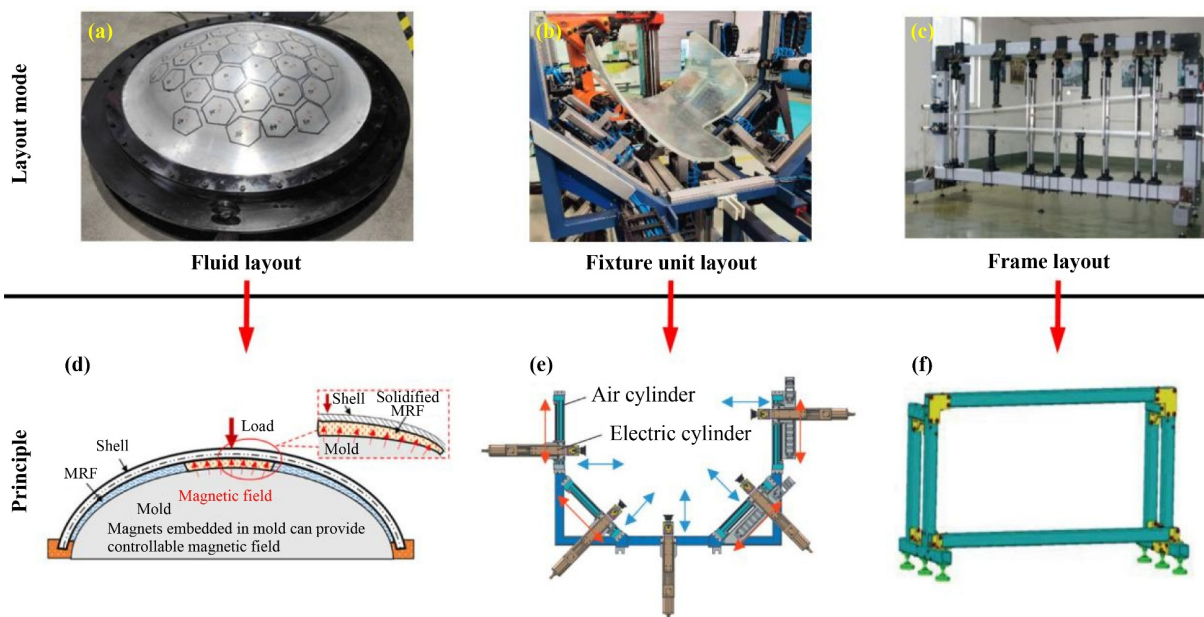 Layout mode
(a)
(b)
(c)
Fluid layout
Fixture unit layout
Frame layout
Principle
(d)
Load
Shell
Solidified
MRF
Mold
Shell
MRF
Magnetic field
Mold
Magnets embedded in mold can provide
controllable magnetic field
(e)
Air cylinder
Electric cylinder
(f)